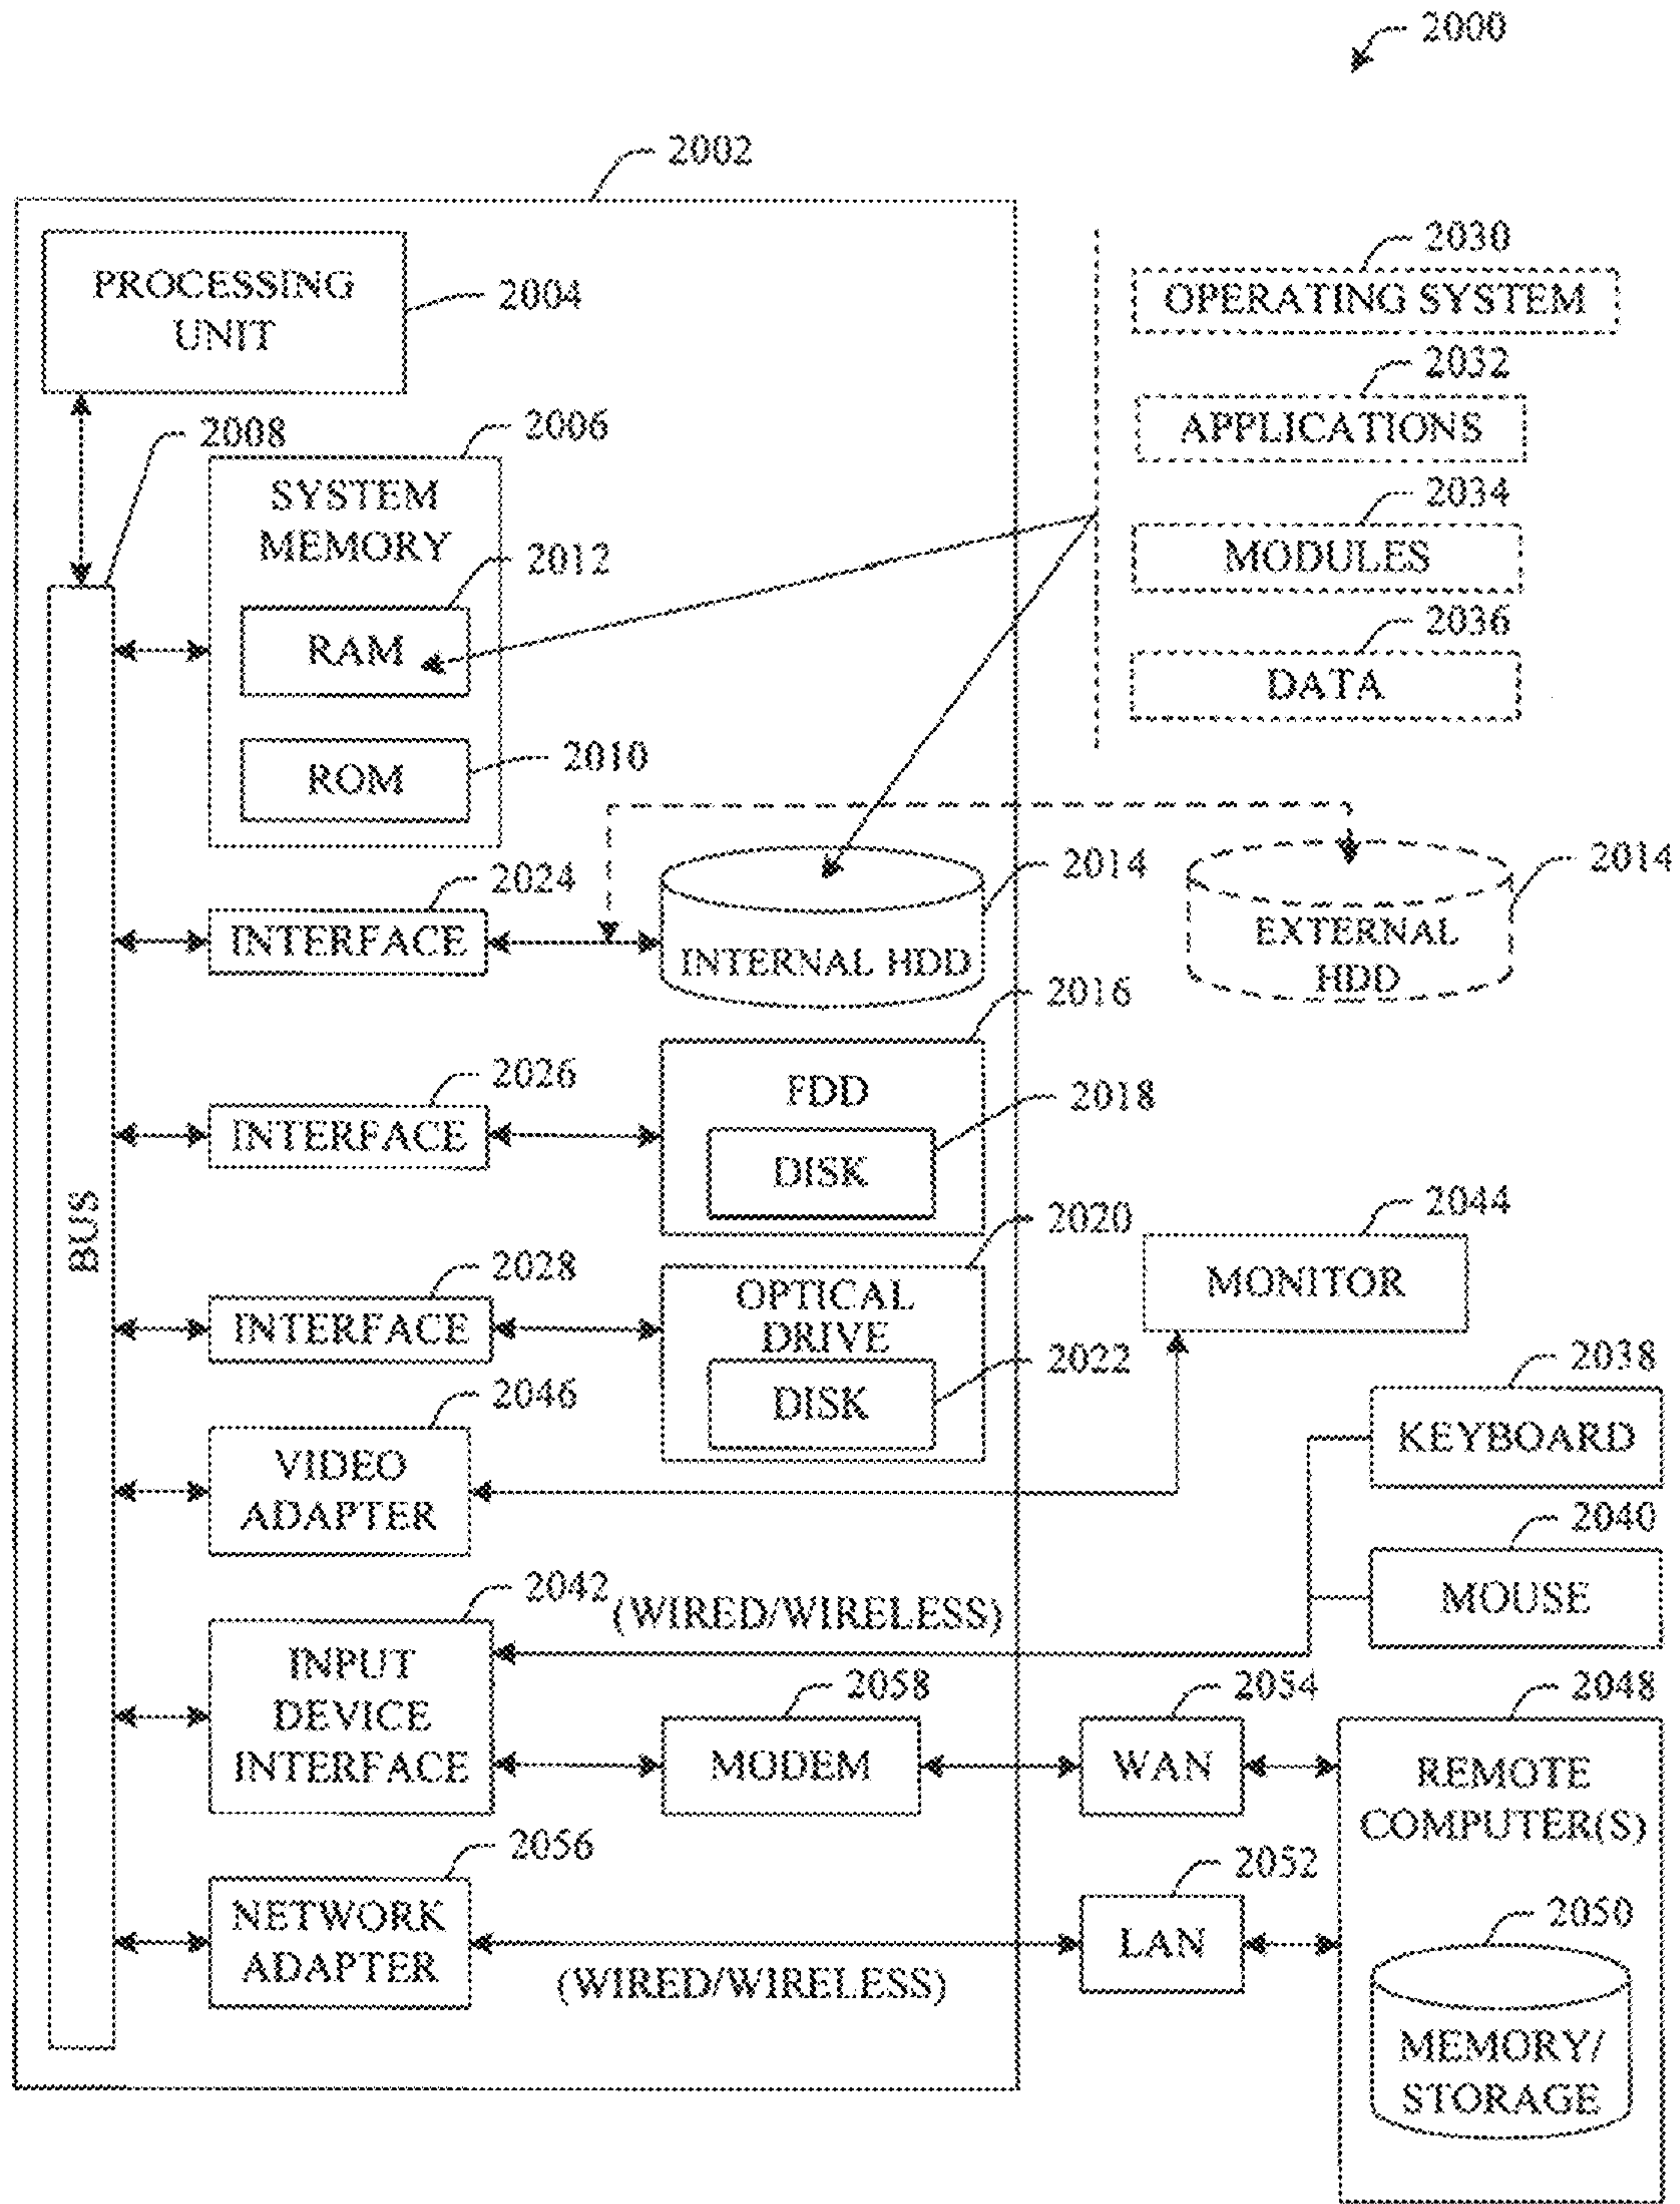 2000
2002
PROCESSING
UNIT
2004
2030
OPERATING SYSTEM
2032
APPLICATIONS
2034
MODULES
2036
DATA
2008
2006
SYSTEM
MEMORY
2012
RAM
2010
ROM
2024
INTERFACE
2014
INTERNAL HDD
2014
EXTERNAL
HDD
2016
FDD
2018
DISK
2026
INTERFACE
BUS
2020
OPTICAL
DRIVE
2022
DISK
2028
INTERFACE
2044
MONITOR
2046
VIDEO
ADAPTER
2038
KEYBOARD
2040
MOUSE
2042
(WIRED/WIRELESS)
INPUT
DEVICE
INTERFACE
2058
MODEM
2054
WAN
2048
REMOTE
COMPUTER(S)
2056
NETWORK
ADAPTER
(WIRED/WIRELESS)
2052
LAN
2050
MEMORY/
STORAGE